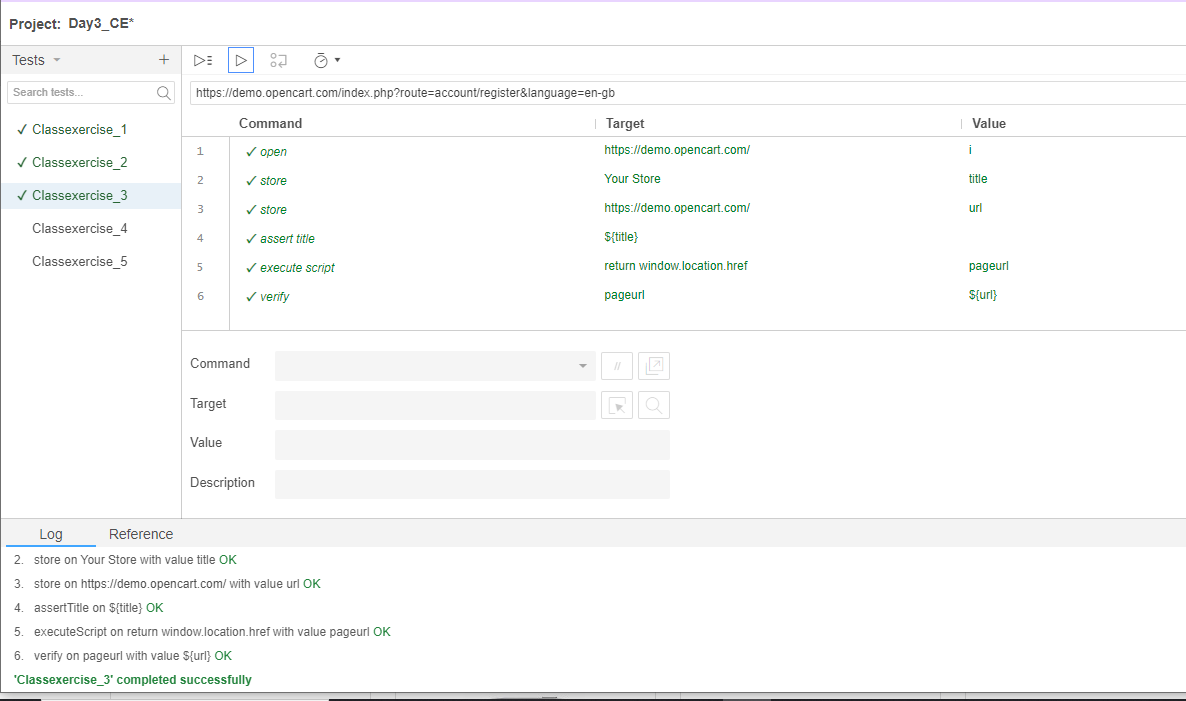 Project: Day3_CE*
Tests +
Search tests...
https://demo.opencart.com/index.php?route=account/register&language=en-gb
✓ Classexercise_1
✓ Classexercise_2
✓ Classexercise_3
Classexercise_4
Classexercise_5
Command Target Value
1 ✓ open https://demo.opencart.com/ i
2 ✓ store Your Store title
3 ✓ store https://demo.opencart.com/ url
4 ✓ assert title ${title}
5 ✓ execute script return window.location.href pageurl
6 ✓ verify pageurl ${url}
Command //
Target
Value
Description
Log Reference
2. store on Your Store with value title OK
3. store on https://demo.opencart.com/ with value url OK
4. assertTitle on ${title} OK
5. executeScript on return window.location.href with value pageurl OK
6. verify on pageurl with value ${url} OK
'Classexercise_3' completed successfully